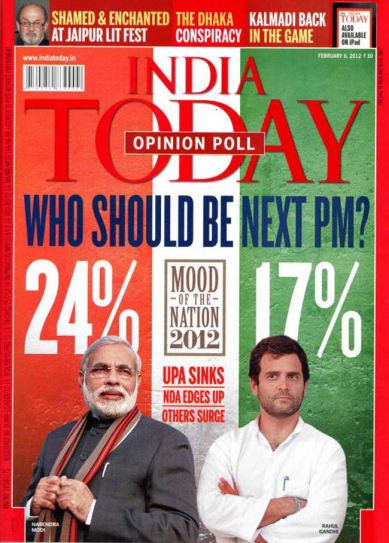 SHAMED & ENCHANTED
AT JAIPUR LIT FEST
THE DHAKA
CONSPIRACY
KALMADI BACK
IN THE GAME
INDIA
TODAY
ALSO
AVAILABLE
ON iPad
www.indiatoday.in
FEBRUARY 6, 2012 ₹30
INDIA
TODAY
OPINION POLL
WHO SHOULD BE NEXT PM?
24%
17%
MOOD
OF THE
NATION
2012
UPA SINKS
NDA EDGES UP
OTHERS SURGE
NARENDRA
MODI
RAHUL
GANDHI